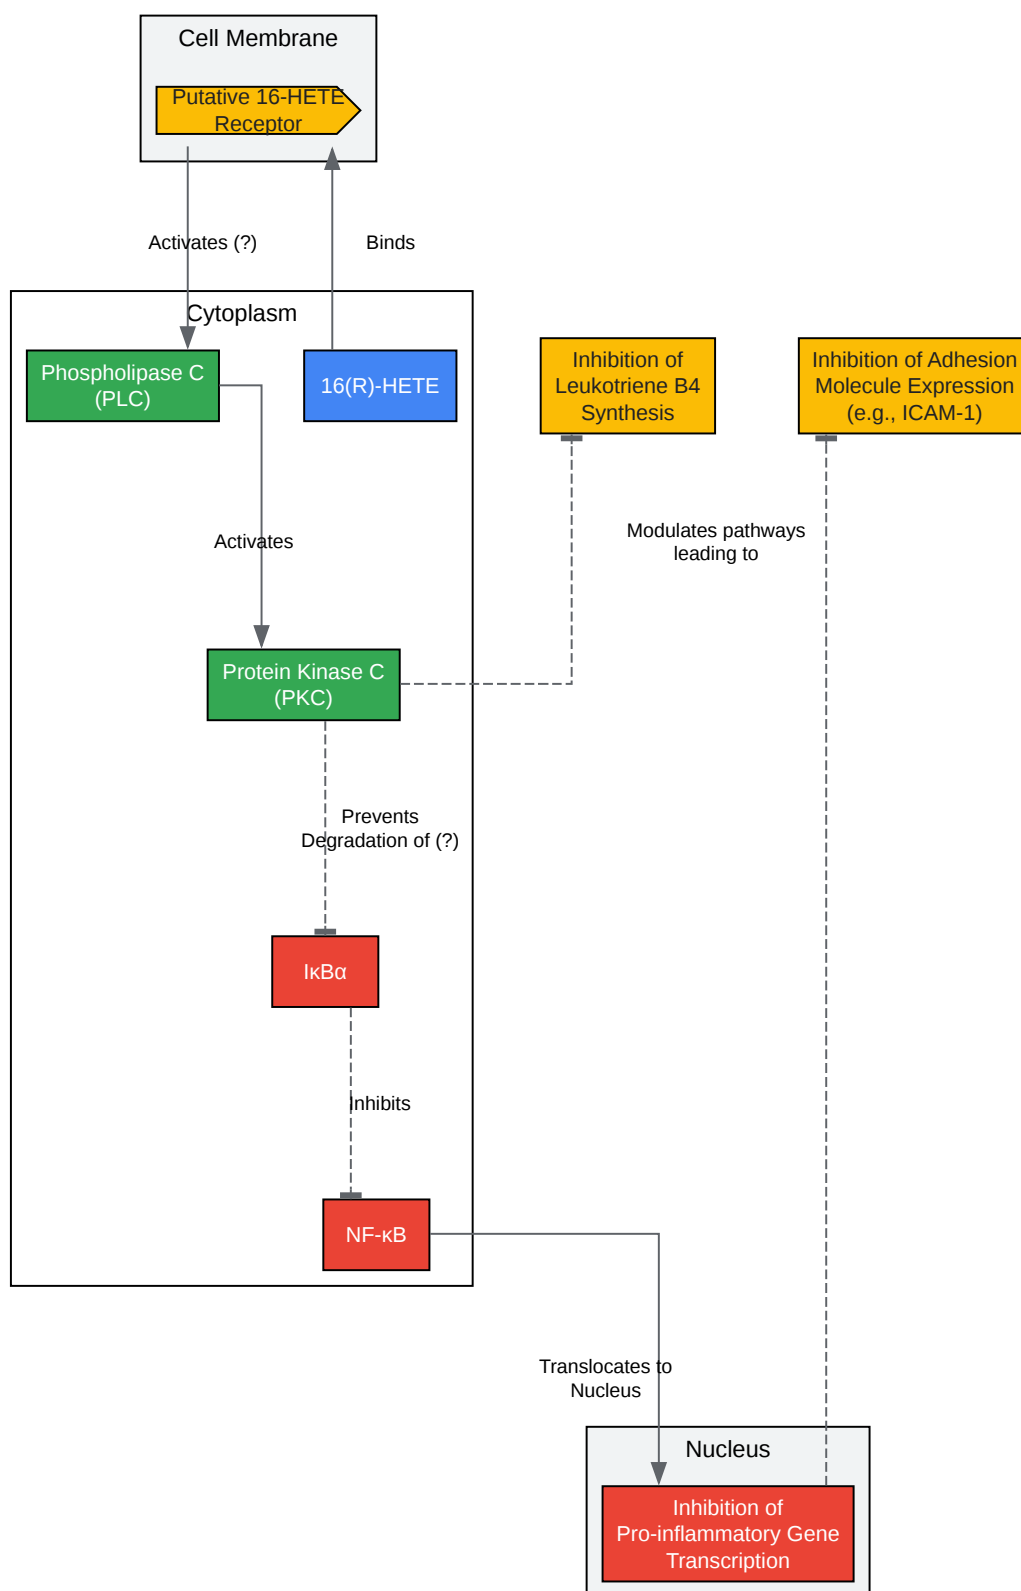 Cell Membrane
Putative 16-HETE
Receptor
Activates (?)
Binds
Cytoplasm
Phospholipase C
(PLC)
16(R)-HETE
Inhibition of
Leukotriene B4
Synthesis
Inhibition of Adhesion
Molecule Expression
(e.g., ICAM-1)
Modulates pathways
leading to
Activates
Protein Kinase C
(PKC)
Prevents
Degradation of (?)
IκBα
Inhibits
NF-κB
Translocates to
Nucleus
Nucleus
Inhibition of
Pro-inflammatory Gene
Transcription